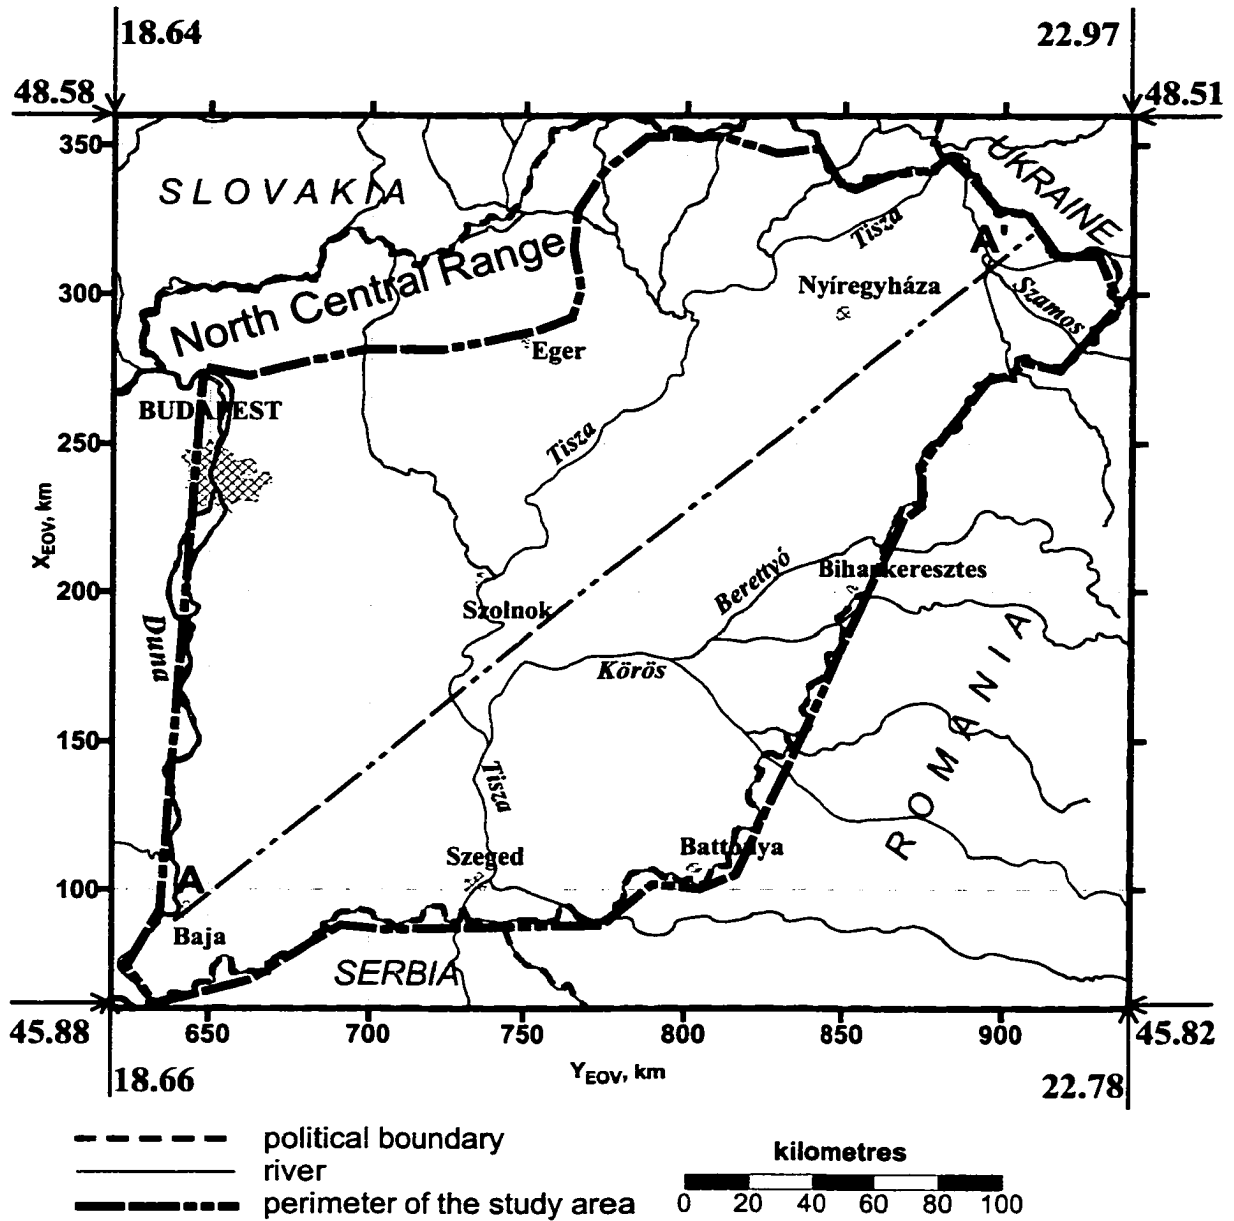 18.64
22.97
48.58
48.51
350
SLOVAKIA
UKRAINE
Tisza
A
North Central Range
300
Nyíregyháza
Szamos
Eger
BUDAPEST
250
Tisza
XEOV, km
200
Szolnok
Berettyó
Biharkeresztes
Duna
Körös
ROMANIA
150
Tisza
Szeged
Battonya
100
A
Baja
SERBIA
45.88
650
700
750
800
850
900
45.82
YEOV, km
18.66
22.78
political boundary
river
perimeter of the study area
kilometres
0 20 40 60 80 100